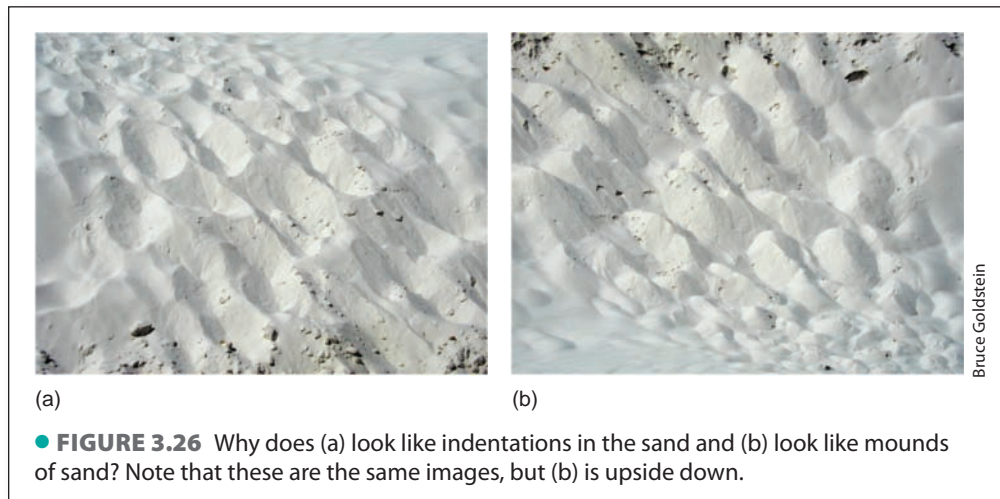 Bruce Goldstein
(a)
(b)
● FIGURE 3.26 Why does (a) look like indentations in the sand and (b) look like mounds
of sand? Note that these are the same images, but (b) is upside down.